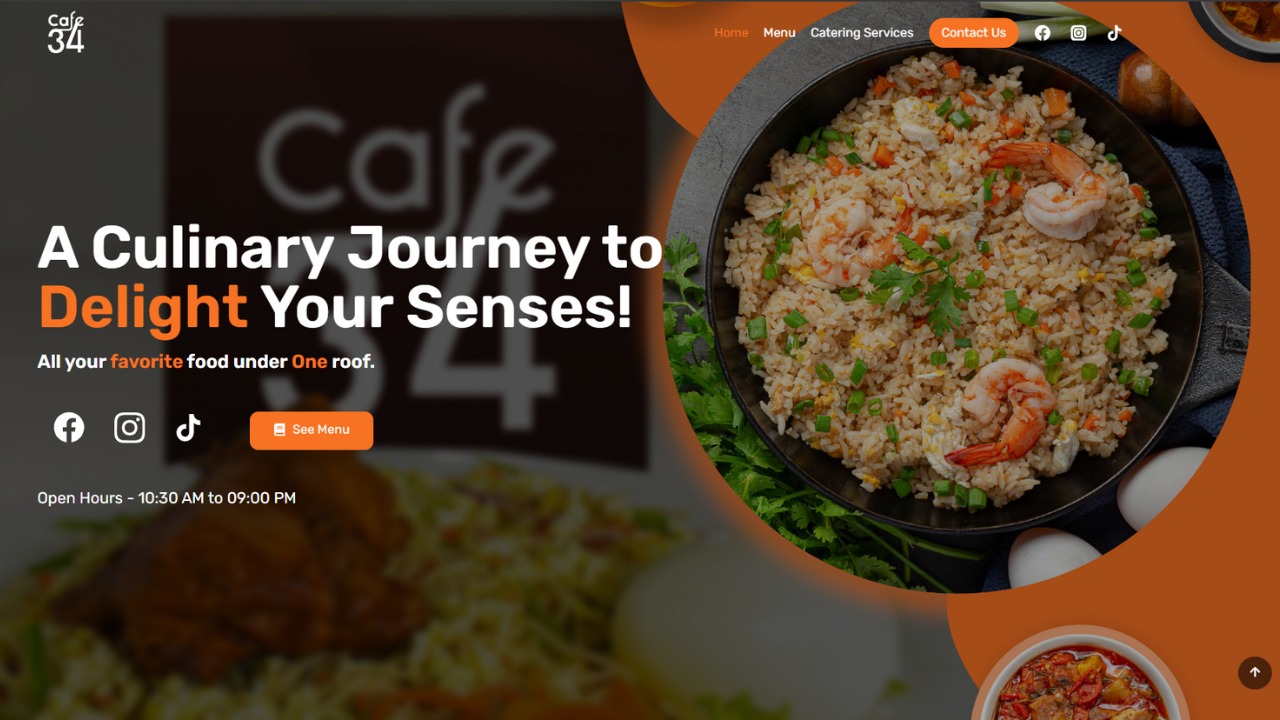 Cafe
34
Home Menu Catering Services Contact Us
Cafe
34
A Culinary Journey to
Delight Your Senses!
All your favorite food under One roof.
See Menu
Open Hours - 10:30 AM to 09:00 PM